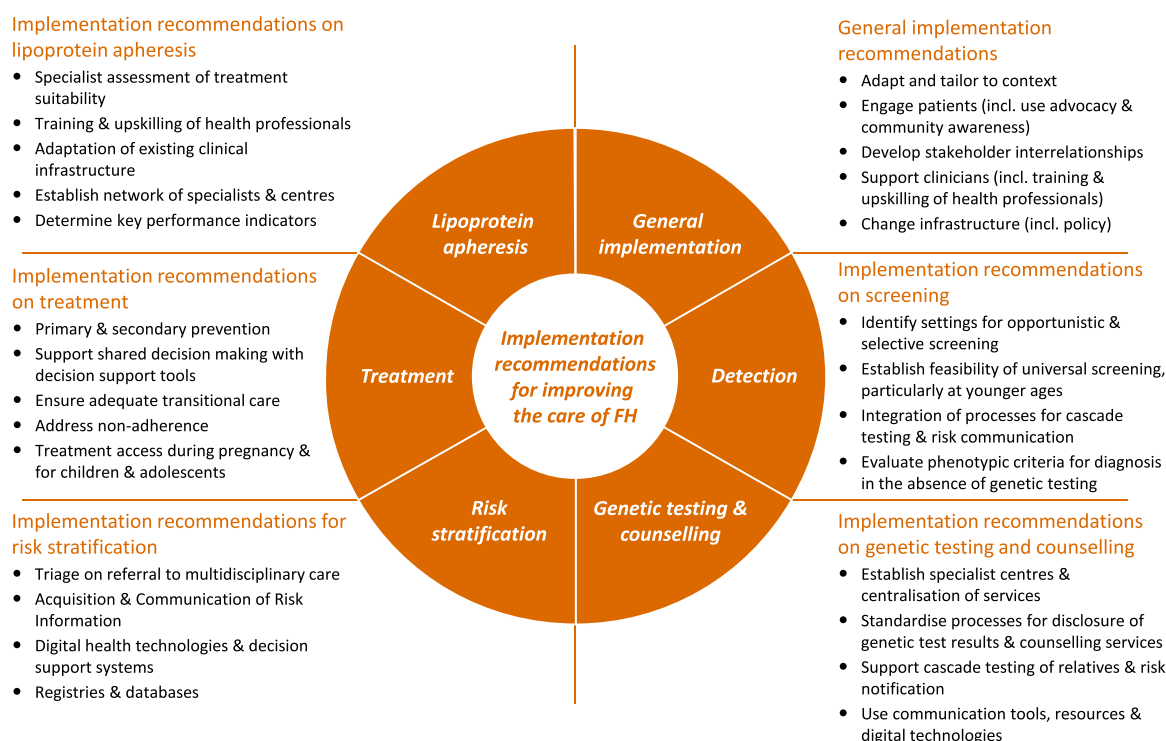 Implementation recommendations on
lipoprotein apheresis
• Specialist assessment of treatment
suitability
• Training & upskilling of health professionals
• Adaptation of existing clinical
infrastructure
• Establish network of specialists & centres
• Determine key performance indicators
Implementation recommendations
on treatment
• Primary & secondary prevention
• Support shared decision making with
decision support tools
• Ensure adequate transitional care
• Address non-adherence
• Treatment access during pregnancy &
for children & adolescents
Implementation recommendations for
risk stratification
• Triage on referral to multidisciplinary care
• Acquisition & Communication of Risk
Information
• Digital health technologies & decision
support systems
• Registries & databases
Lipoprotein
apheresis
General
implementation
Treatment
Implementation
recommendations
for improving
the care of FH
Detection
Risk
stratification
Genetic testing &
counselling
General implementation
recommendations
• Adapt and tailor to context
• Engage patients (incl. use advocacy &
community awareness)
• Develop stakeholder interrelationships
• Support clinicians (incl. training &
upskilling of health professionals)
• Change infrastructure (incl. policy)
Implementation recommendations
on screening
• Identify settings for opportunistic &
selective screening
• Establish feasibility of universal screening,
particularly at younger ages
• Integration of processes for cascade
testing & risk communication
• Evaluate phenotypic criteria for diagnosis
in the absence of genetic testing
Implementation recommendations
on genetic testing and counselling
• Establish specialist centres &
centralisation of services
• Standardise processes for disclosure of
genetic test results & counselling services
• Support cascade testing of relatives & risk
notification
• Use communication tools, resources &
digital technologies